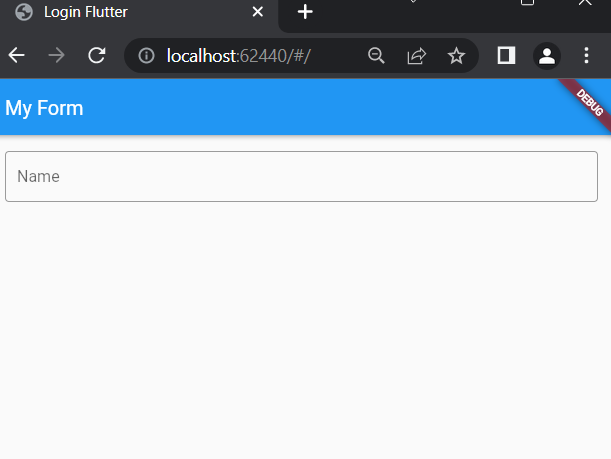 Login Flutter
localhost:62440/#/
My Form
DEBUG
Name